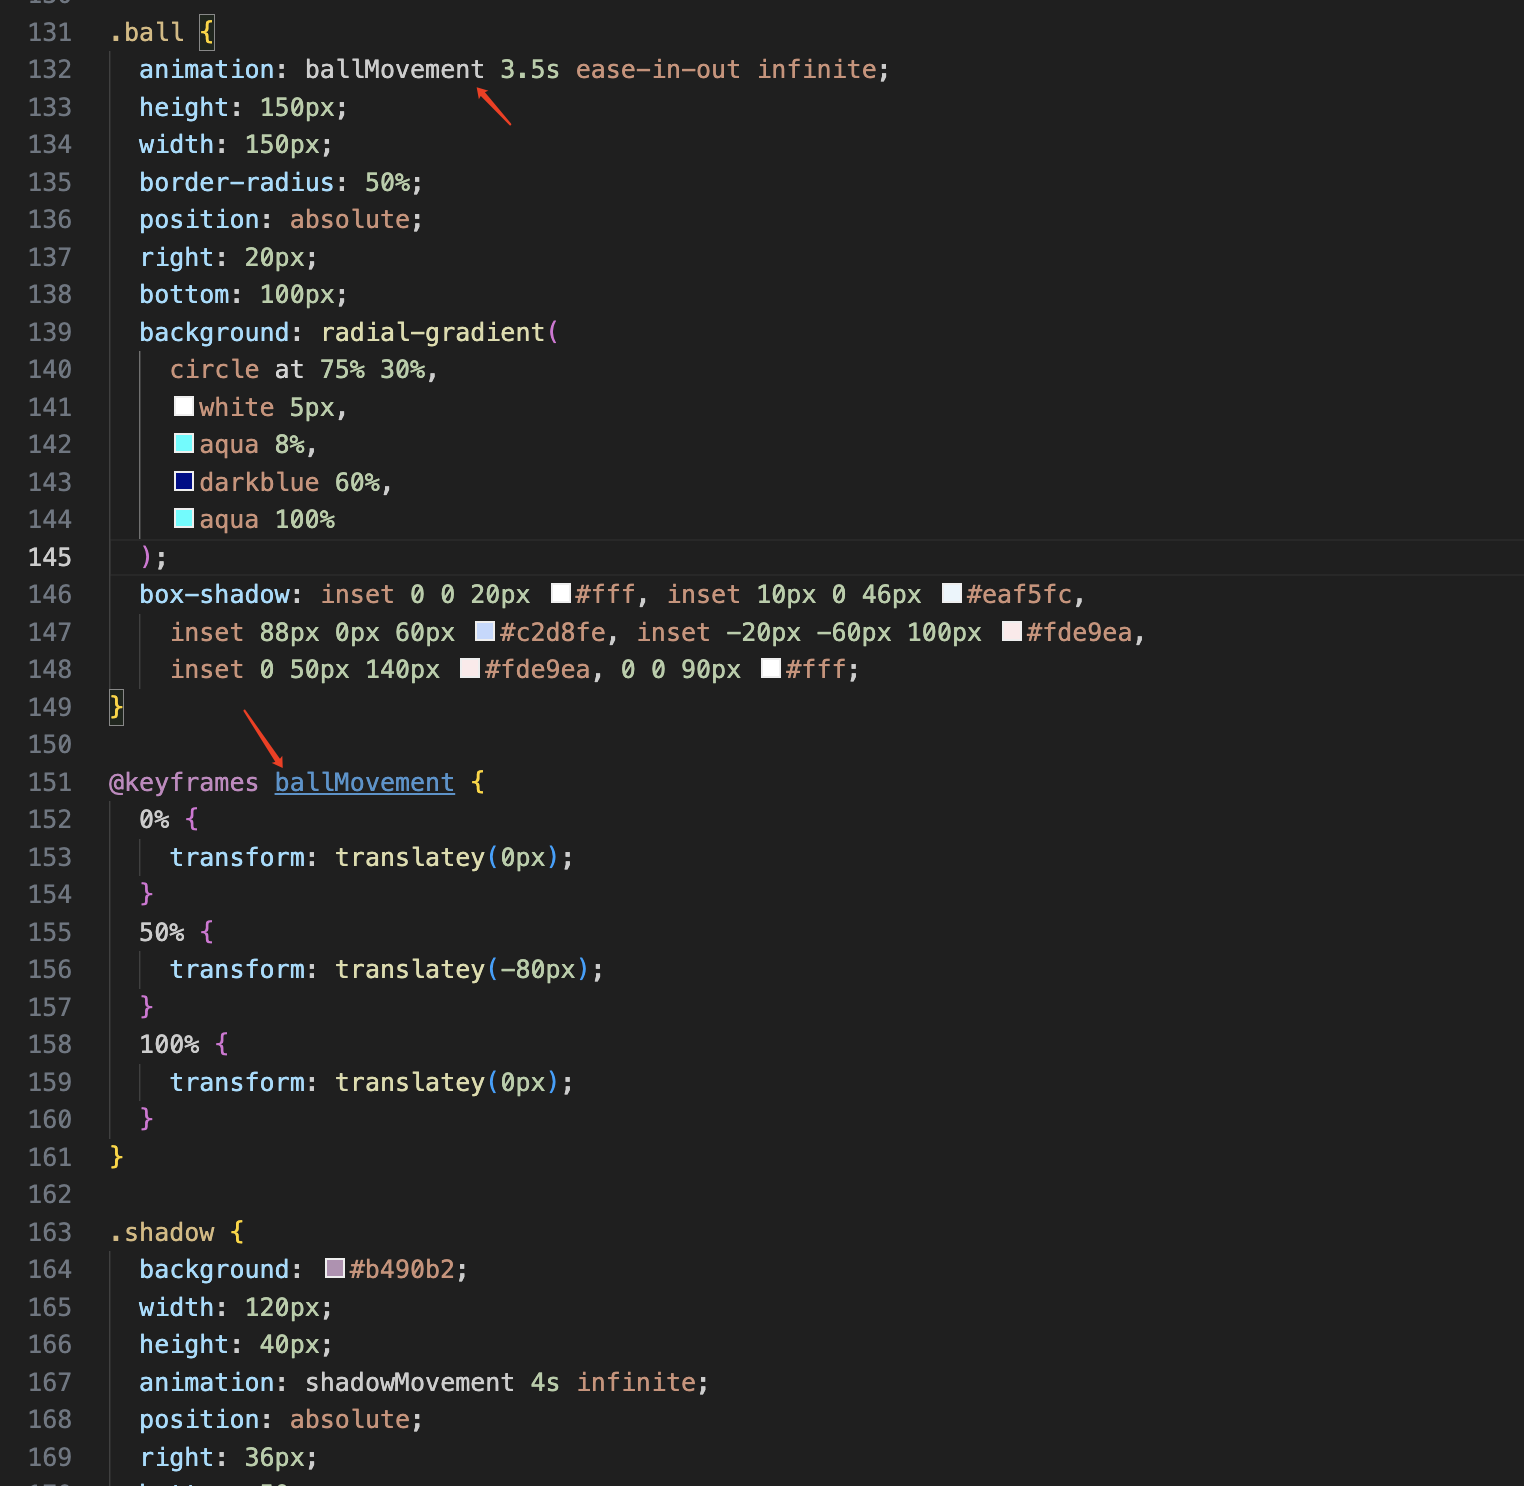 131 .ball {
132 animation: ballMovement 3.5s ease-in-out infinite;
133 height: 150px;
134 width: 150px;
135 border-radius: 50%;
136 position: absolute;
137 right: 20px;
138 bottom: 100px;
139 background: radial-gradient(
140 circle at 75% 30%,
141 white 5px,
142 aqua 8%,
143 darkblue 60%,
144 aqua 100%
145 );
146 box-shadow: inset 0 0 20px #fff, inset 10px 0 46px #eaf5fc,
147 inset 88px 0px 60px #c2d8fe, inset -20px -60px 100px #fde9ea,
148 inset 0 50px 140px #fde9ea, 0 0 90px #fff;
149 }
150
151 @keyframes ballMovement {
152 0% {
153 transform: translatey(0px);
154 }
155 50% {
156 transform: translatey(-80px);
157 }
158 100% {
159 transform: translatey(0px);
160 }
161 }
162
163 .shadow {
164 background: #b490b2;
165 width: 120px;
166 height: 40px;
167 animation: shadowMovement 4s infinite;
168 position: absolute;
169 right: 36px;